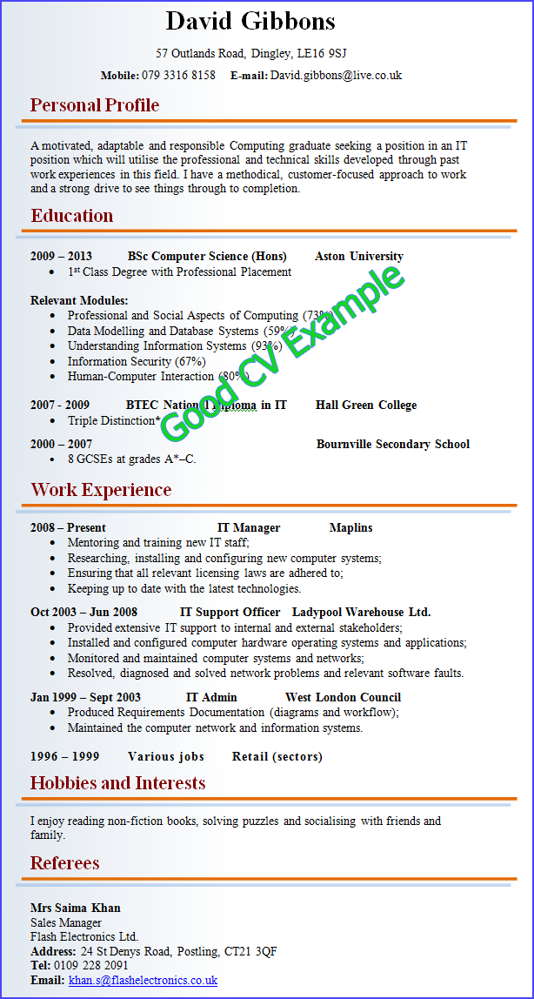 David Gibbons
57 Outlands Road, Dingley, LE16 9SJ
Mobile: 079 3316 8158 E-mail: David.gibbons@live.co.uk
Personal Profile
A motivated, adaptable and responsible Computing graduate seeking a position in an IT
position which will utilise the professional and technical skills developed through past
work experiences in this field. I have a methodical, customer-focused approach to work
and a strong drive to see things through to completion.
Education
2009 – 2013 BSc Computer Science (Hons) Aston University
• 1st Class Degree with Professional Placement
Relevant Modules:
• Professional and Social Aspects of Computing (73%)
• Data Modelling and Database Systems (59%)
• Understanding Information Systems (93%)
• Information Security (67%)
• Human-Computer Interaction (80%)
Good CV Example
2007 - 2009 BTEC National Diploma in IT Hall Green College
• Triple Distinction*
2000 – 2007 Bournville Secondary School
• 8 GCSEs at grades A*–C.
Work Experience
2008 – Present IT Manager Maplins
• Mentoring and training new IT staff;
• Researching, installing and configuring new computer systems;
• Ensuring that all relevant licensing laws are adhered to;
• Keeping up to date with the latest technologies.
Oct 2003 – Jun 2008 IT Support Officer Ladypool Warehouse Ltd.
• Provided extensive IT support to internal and external stakeholders;
• Installed and configured computer hardware operating systems and applications;
• Monitored and maintained computer systems and networks;
• Resolved, diagnosed and solved network problems and relevant software faults.
Jan 1999 – Sept 2003 IT Admin West London Council
• Produced Requirements Documentation (diagrams and workflow);
• Maintained the computer network and information systems.
1996 – 1999 Various jobs Retail (sectors)
Hobbies and Interests
I enjoy reading non-fiction books, solving puzzles and socialising with friends and
family.
Referees
Mrs Saima Khan
Sales Manager
Flash Electronics Ltd.
Address: 24 St Denys Road, Postling, CT21 3QF
Tel: 0109 228 2091
Email: khan.s@flashelectronics.co.uk